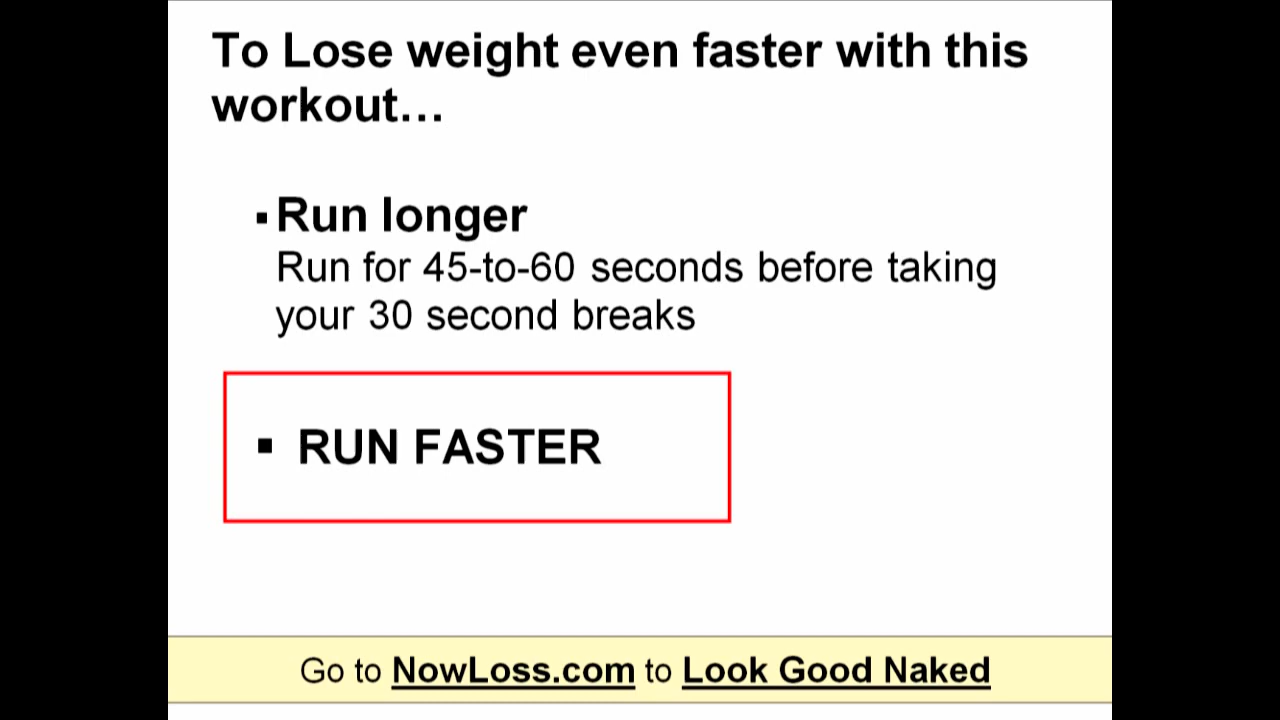 To Lose weight even faster with this
workout...
▪ Run longer
Run for 45-to-60 seconds before taking
your 30 second breaks
▪ RUN FASTER
Go to NowLoss.com to Look Good Naked